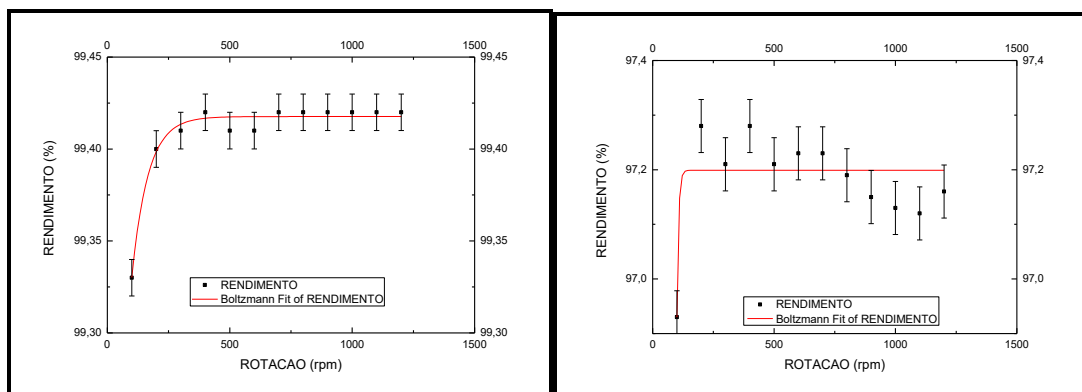 0 500 1000 1500
99,45 99,45
99,40 99,40
99,35 99,35
99,30 99,30
RENDIMENTO (%)
RENDIMENTO
Boltzmann Fit of RENDIMENTO
0 500 1000 1500
ROTACAO (rpm)
0 500 1000 1500
97,4 97,4
97,2 97,2
97,0 97,0
RENDIMENTO (%)
RENDIMENTO
Boltzmann Fit of RENDIMENTO
0 500 1000 1500
ROTACAO (rpm)